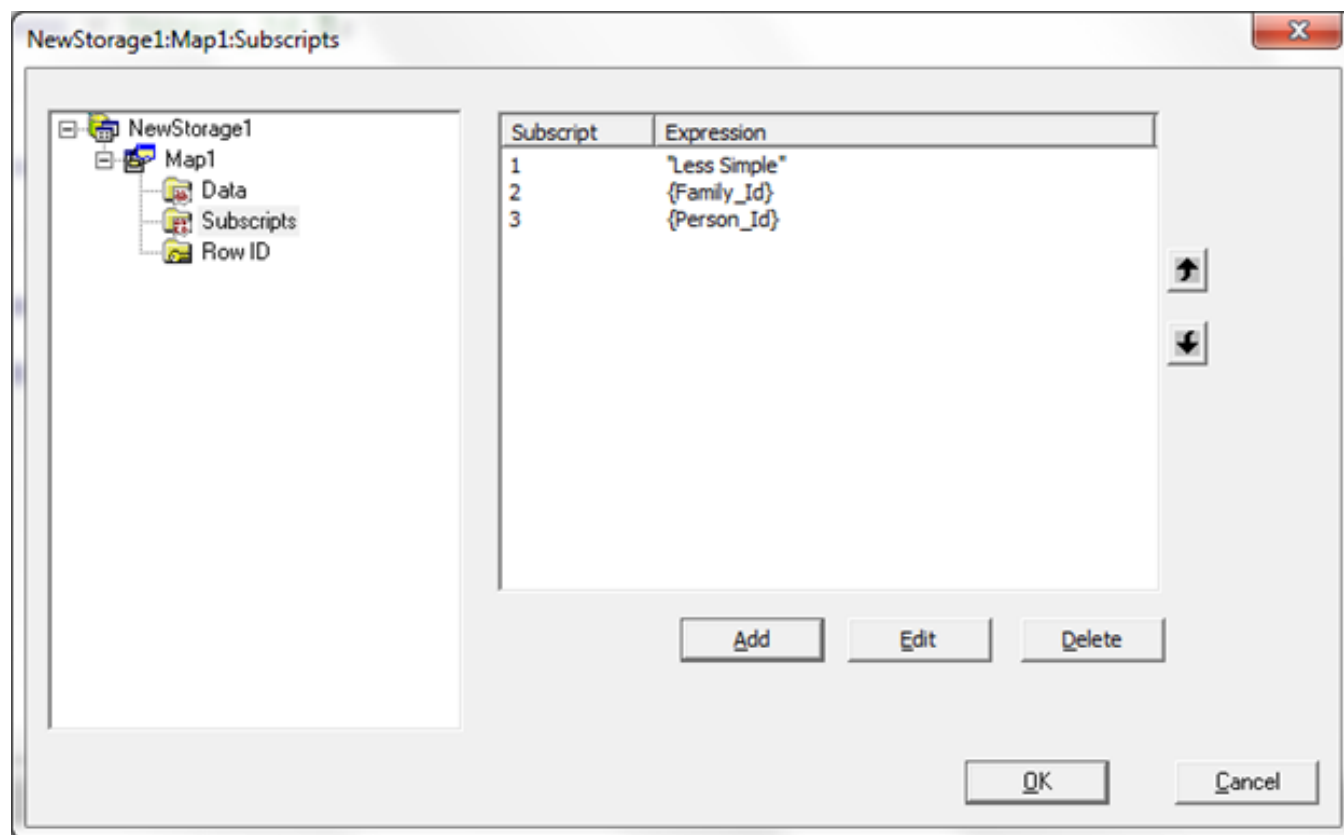 NewStorage1:Map1:Subscripts
NewStorage1
Map1
Data
Subscripts
Row ID
Subscript Expression
1 "Less Simple"
2 {Family_Id}
3 {Person_Id}
Add Edit Delete
OK Cancel